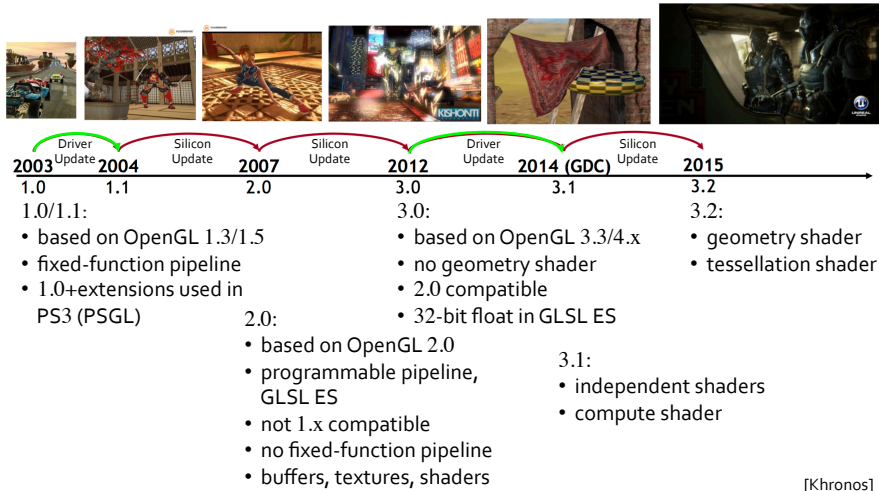 KISHONTI
UNREAL
Driver
Update
Silicon
Update
Silicon
Update
Driver
Update
Silicon
Update
2003 2004 2007 2012 2014 (GDC) 2015
1.0 1.1 2.0 3.0 3.1 3.2
1.0/1.1:
• based on OpenGL 1.3/1.5
• fixed-function pipeline
• 1.0+extensions used in
PS3 (PSGL)
2.0:
• based on OpenGL 2.0
• programmable pipeline,
GLSL ES
• not 1.x compatible
• no fixed-function pipeline
• buffers, textures, shaders
3.0:
• based on OpenGL 3.3/4.x
• no geometry shader
• 2.0 compatible
• 32-bit float in GLSL ES
3.1:
• independent shaders
• compute shader
3.2:
• geometry shader
• tessellation shader
[Khronos]